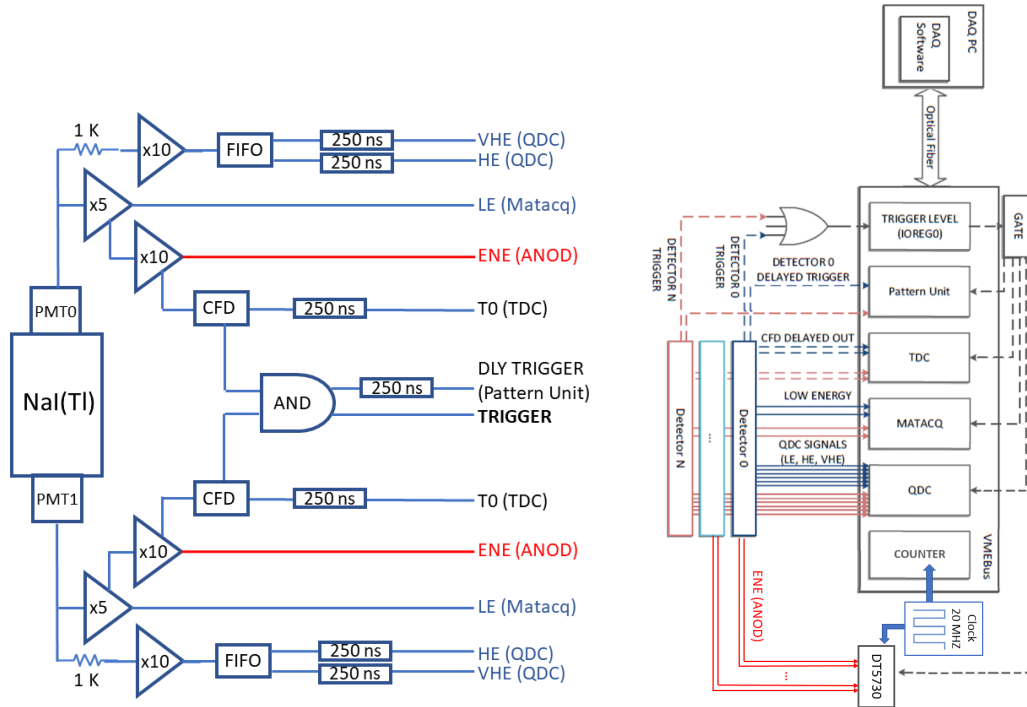 1 K
x10
FIFO
250 ns
250 ns
VHE (QDC)
HE (QDC)
x5
LE (Matacq)
x10
ENE (ANOD)
PMT0
CFD
250 ns
T0 (TDC)
NaI(Tl)
AND
250 ns
DLY TRIGGER
(Pattern Unit)
TRIGGER
PMT1
CFD
250 ns
T0 (TDC)
x10
ENE (ANOD)
x5
LE (Matacq)
1 K
x10
FIFO
250 ns
250 ns
HE (QDC)
VHE (QDC)
DAQ PC
DAQ
Software
Optical Fiber
TRIGGER LEVEL
(IOREG0)
GATE
DETECTOR N
TRIGGER
DETECTOR 0
TRIGGER
DETECTOR 0
DELAYED TRIGGER
Pattern Unit
CFD DELAYED OUT
TDC
LOW ENERGY
MATACQ
QDC SIGNALS
(LE, HE, VHE)
QDC
Detector N
...
Detector 0
COUNTER
VMEBus
ENE (ANOD)
...
Clock
20 MHZ
DT5730